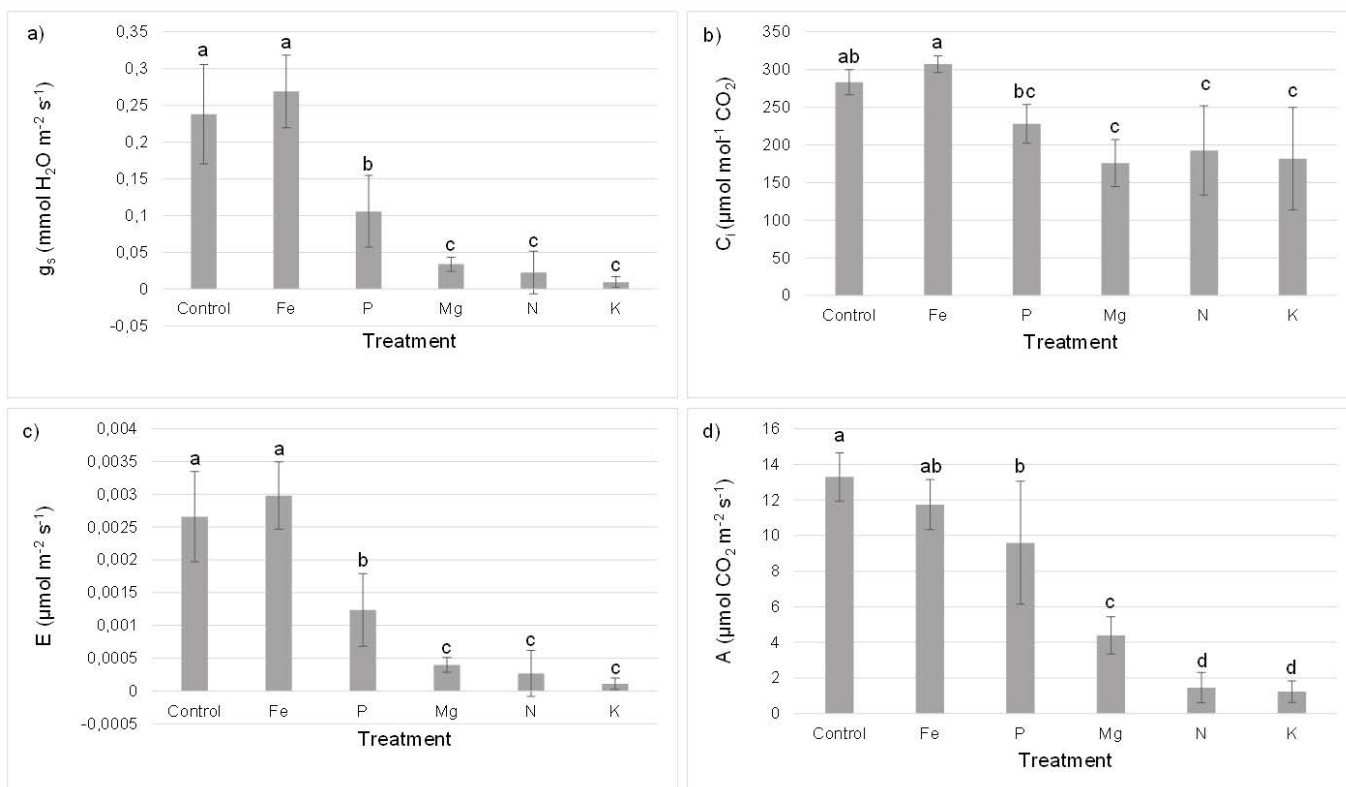 a)
0,35
0,3
0,25
0,2
0,15
0,1
0,05
0
-0,05
gs (mmol H2O m-2 s-1)
a
a
b
c
c
c
Control Fe P Mg N K
Treatment
b)
350
300
250
200
150
100
50
0
Ci (µmol mol-1 CO2)
ab
a
bc
c
c
c
Control Fe P Mg N K
Treatment
c)
0,004
0,0035
0,003
0,0025
0,002
0,0015
0,001
0,0005
0
-0,0005
E (µmol m-2 s-1)
a
a
b
c
c
c
Control Fe P Mg N K
Treatment
d)
16
14
12
10
8
6
4
2
0
A (µmol CO2 m-2 s-1)
a
ab
b
c
d
d
Control Fe P Mg N K
Treatment